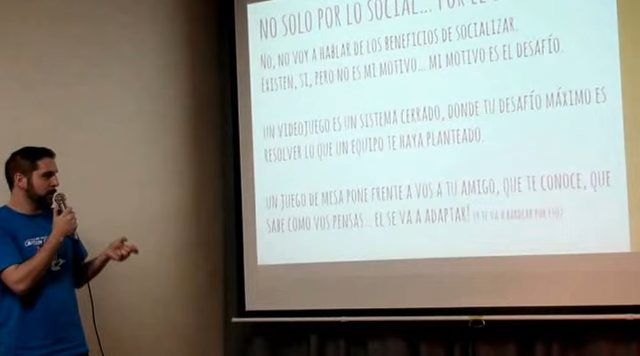 NO SOLO POR LO SOCIAL... POR EL
NO, NO VOY A HABLAR DE LOS BENEFICIOS DE SOCIALIZAR.
EXISTEN, SI, PERO NO ES MI MOTIVO... MI MOTIVO ES EL DESAFÍO.
UN VIDEOJUEGO ES UN SISTEMA CERRADO, DONDE TU DESAFÍO MÁXIMO ES
RESOLVER LO QUE UN EQUIPO TE HAYA PLANTEADO.
UN JUEGO DE MESA PONE FRENTE A VOS A TU AMIGO, QUE TE CONOCE, QUE
SABE COMO VOS PENSAS... EL SE VA A ADAPTAR!